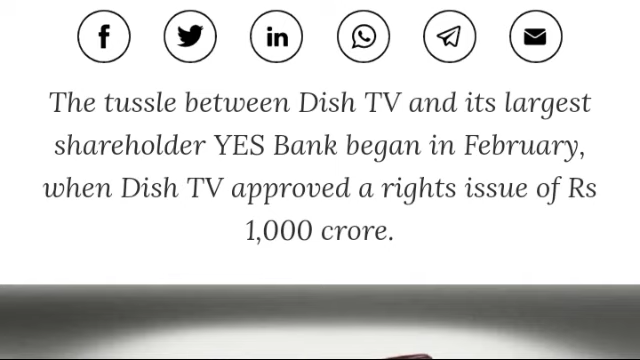 The tussle between Dish TV and its largest
shareholder YES Bank began in February,
when Dish TV approved a rights issue of Rs
1,000 crore.